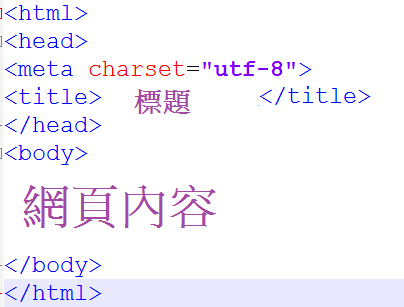 <html>
<head>
<meta charset="utf-8">
<title> 標題 </title>
</head>
<body>
網頁內容
</body>
</html>